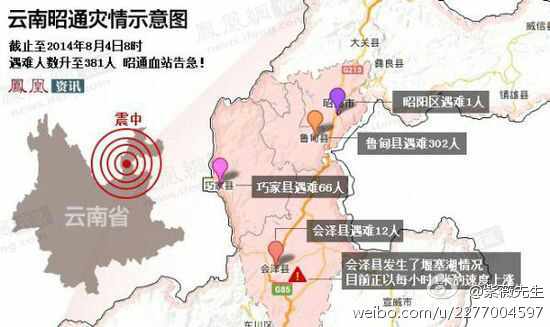 云南昭通灾情示意图
截止至2014年8月4日8时
遇难人数升至381人 昭通血站告急!
鳳凰 资讯
震中
云南省
威信县
大关县
G213
彝良县
镇雄县
昭通市
昭阳区遇难1人
鲁甸县
鲁甸县遇难302人
巧家县
巧家县遇难66人
会泽县遇难12人
会泽县
会泽县发生了堰塞湖情况
目前正以每小时1米的速度上涨
G85
宣威市
东川区
@紫薇先生
weibo.com/u/2277004597